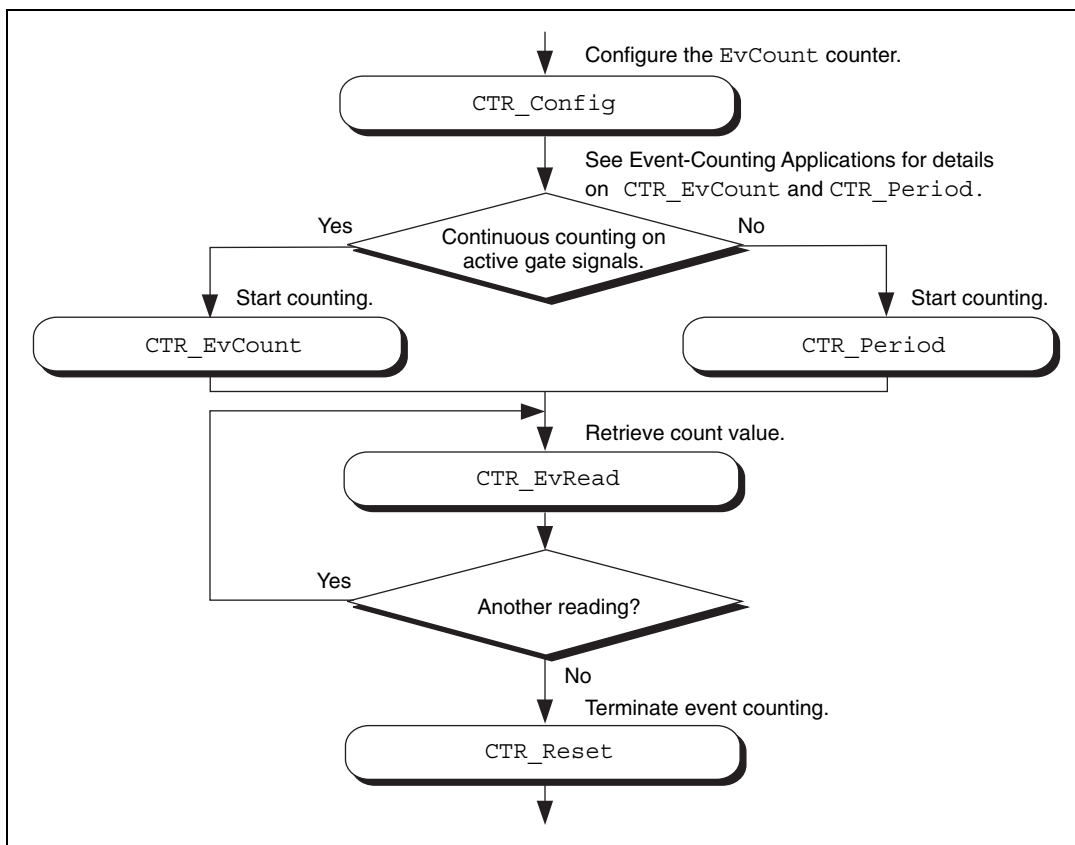 Configure the EvCount counter.
CTR_Config
See Event-Counting Applications for details
on CTR_EvCount and CTR_Period.
Yes
No
Continuous counting on
active gate signals.
Start counting.
Start counting.
CTR_EvCount
CTR_Period
Retrieve count value.
CTR_EvRead
Yes
Another reading?
No
Terminate event counting.
CTR_Reset